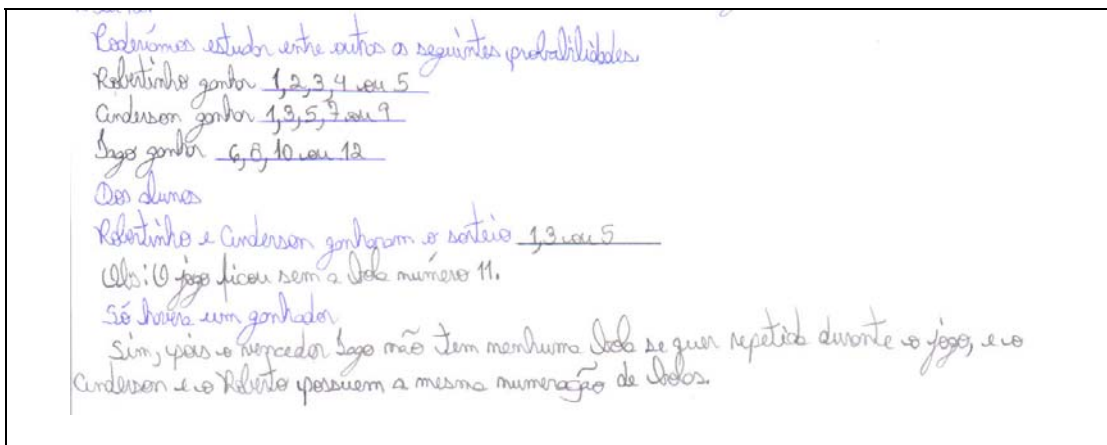 Poderíamos estudar entre outros as seguintes probabilidades
Robertinho ganhar 1,2,3,4 ou 5
Anderson ganhar 1,3,5,7 ou 9
Iago ganhar 6,8,10 ou 12
Dos alunos
Robertinho e Anderson ganharam o sorteio 1,3 ou 5
Obs: O jogo ficou sem a bola número 11.
Só haverá um ganhador
Sim, pois o vencedor Iago não tem nenhuma bola se quer repetida durante o jogo, e o
Anderson e o Roberto possuem a mesma numeração de bolas.